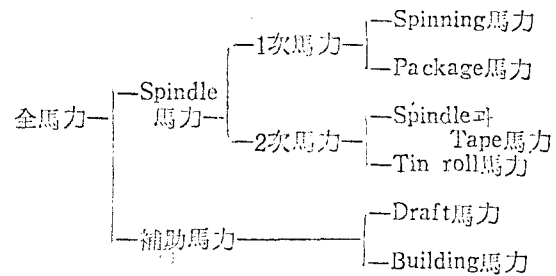 Spinning馬力
1次馬力
Package馬力
Spindle
馬力
全馬力
Spindle와
Tape馬力
2次馬力
Tin roll馬力
Draft馬力
補助馬力
Building馬力